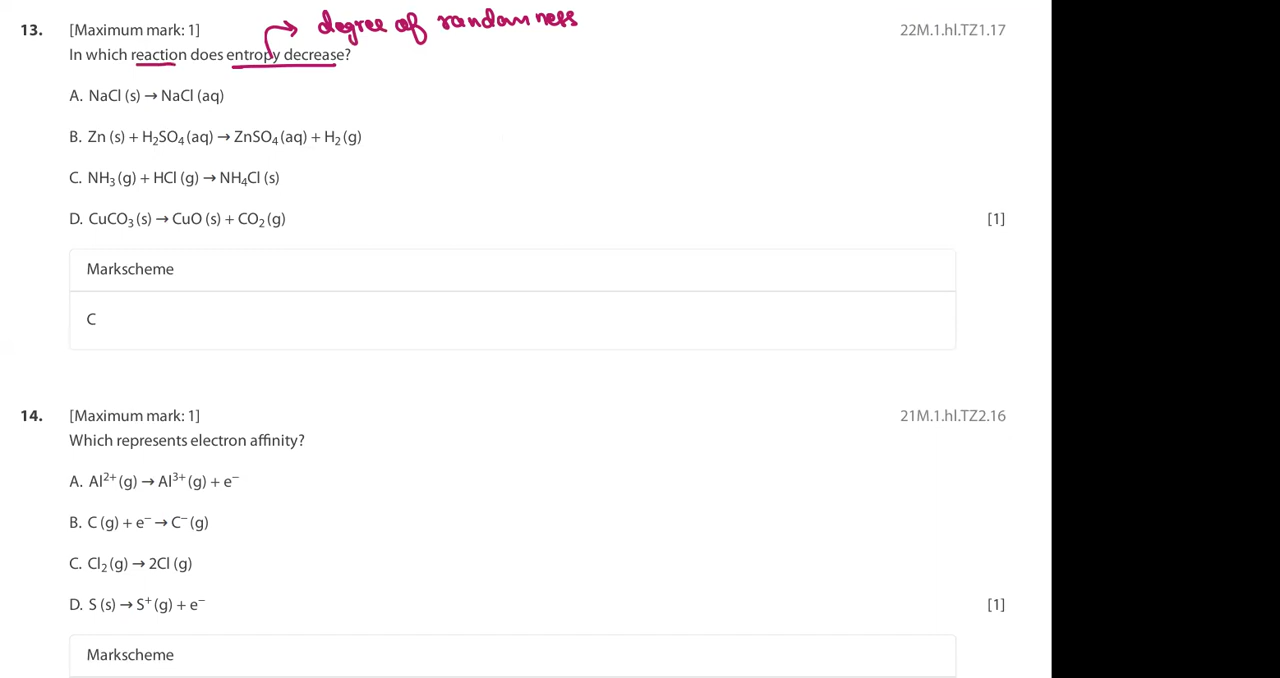 degree of randomness
13. [Maximum mark: 1] 22M.1.hl.TZ1.17
In which reaction does entropy decrease?
A. NaCl (s) → NaCl (aq)
B. Zn (s) + H₂SO₄ (aq) → ZnSO₄ (aq) + H₂ (g)
C. NH₃ (g) + HCl (g) → NH₄Cl (s)
D. CuCO₃ (s) → CuO (s) + CO₂ (g) [1]
Markscheme
C
14. [Maximum mark: 1] 21M.1.hl.TZ2.16
Which represents electron affinity?
A. Al²⁺ (g) → Al³⁺ (g) + e⁻
B. C (g) + e⁻ → C⁻ (g)
C. Cl₂ (g) → 2Cl (g)
D. S (s) → S⁺ (g) + e⁻ [1]
Markscheme